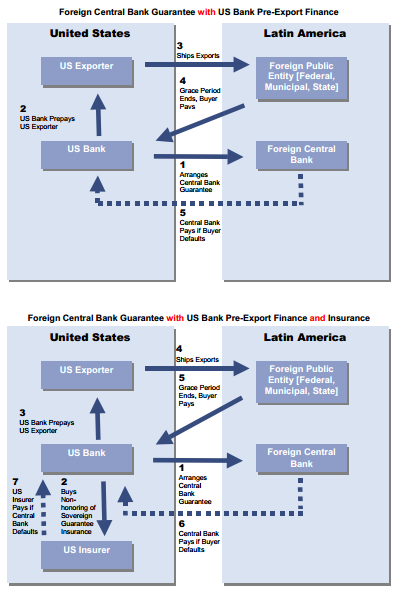 Foreign Central Bank Guarantee with US Bank Pre-Export Finance
United States
Latin America
3
Ships Exports
US Exporter
Foreign Public
Entity [Federal,
Municipal, State]
4
Grace Period
Ends, Buyer
Pays
2
US Bank Prepays
US Exporter
US Bank
Foreign Central
Bank
1
Arranges
Central Bank
Guarantee
5
Central Bank
Pays if Buyer
Defaults
Foreign Central Bank Guarantee with US Bank Pre-Export Finance and Insurance
United States
Latin America
4
Ships Exports
US Exporter
Foreign Public
Entity [Federal,
Municipal, State]
5
Grace Period
Ends, Buyer
Pays
3
US Bank Prepays
US Exporter
US Bank
Foreign Central
Bank
1
Arranges
Central
Bank
Guarantee
7
US
Insurer
Pays if
Central
Bank
Defaults
2
Buys
Non-
honoring of
Sovereign
Guarantee
Insurance
6
Central Bank
Pays if Buyer
Defaults
US Insurer